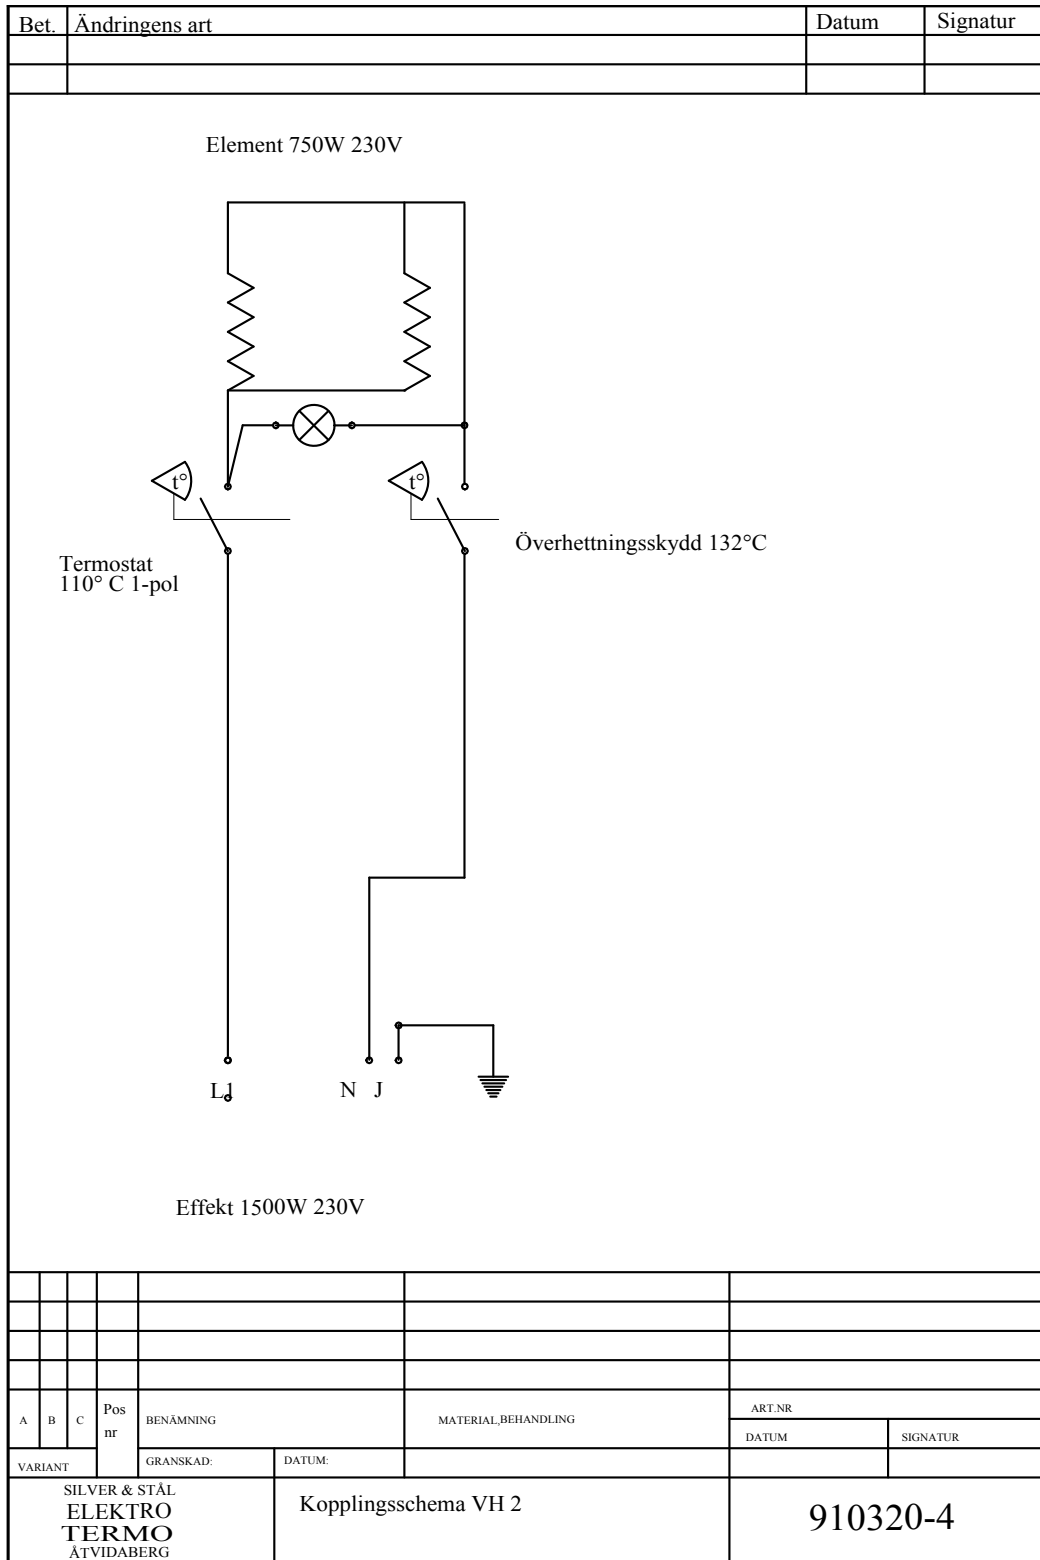 Bet. Ändringens art Datum Signatur
Element 750W 230V
t° t°
Överhettningsskydd 132°C
Termostat
110° C 1-pol
L1 N J
Effekt 1500W 230V
A B C Pos nr BENÄMNING MATERIAL,BEHANDLING ART.NR
DATUM SIGNATUR
VARIANT GRANSKAD: DATUM:
SILVER & STÅL
ELEKTRO
TERMO
ÅTVIDABERG
Kopplingsschema VH 2
910320-4